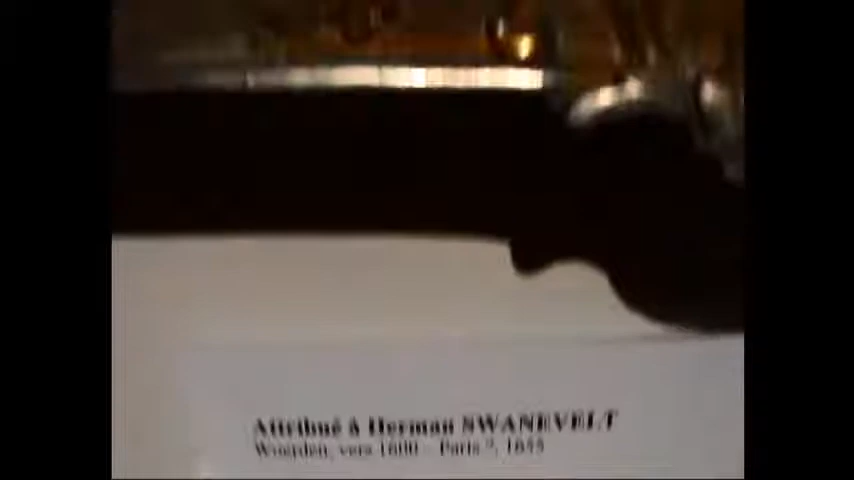 Attribué à Herman SWANEVELT
Woerden, vers 1600 - Paris ?, 1655